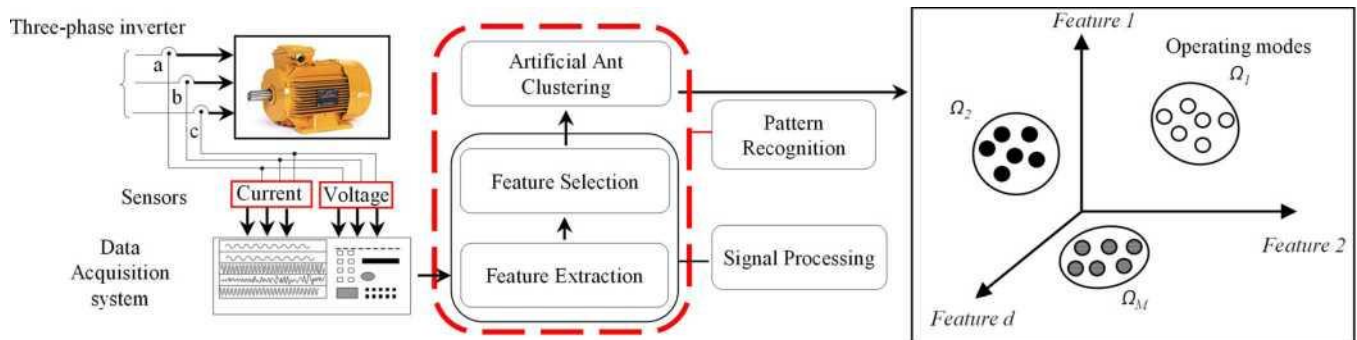 Three-phase inverter
a
b
c
Sensors
Current
Voltage
Data
Acquisition
system
Artificial Ant
Clustering
Feature Selection
Feature Extraction
Pattern
Recognition
Signal Processing
Feature 1
Operating modes
Ω1
Ω2
Feature 2
ΩM
Feature d